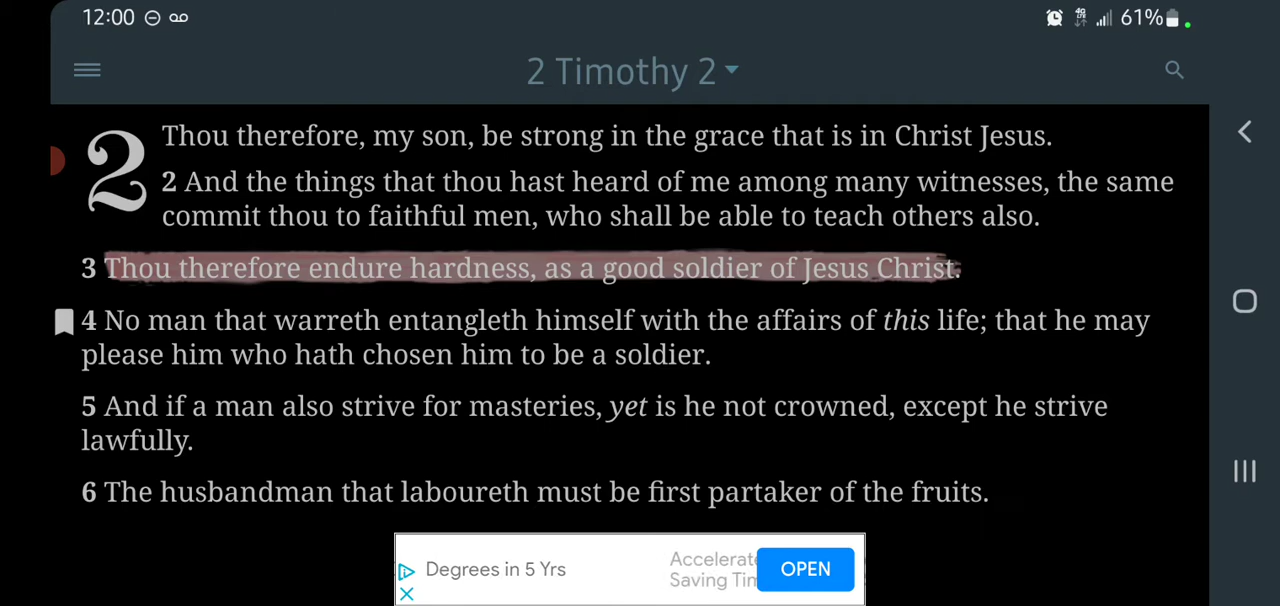 12:00 61%
2 Timothy 2
2 Thou therefore, my son, be strong in the grace that is in Christ Jesus.
2 And the things that thou hast heard of me among many witnesses, the same
commit thou to faithful men, who shall be able to teach others also.
3 Thou therefore endure hardness, as a good soldier of Jesus Christ.
4 No man that warreth entangleth himself with the affairs of this life; that he may
please him who hath chosen him to be a soldier.
5 And if a man also strive for masteries, yet is he not crowned, except he strive
lawfully.
6 The husbandman that laboureth must be first partaker of the fruits.
Degrees in 5 Yrs
Accelerat
Saving Tim
OPEN